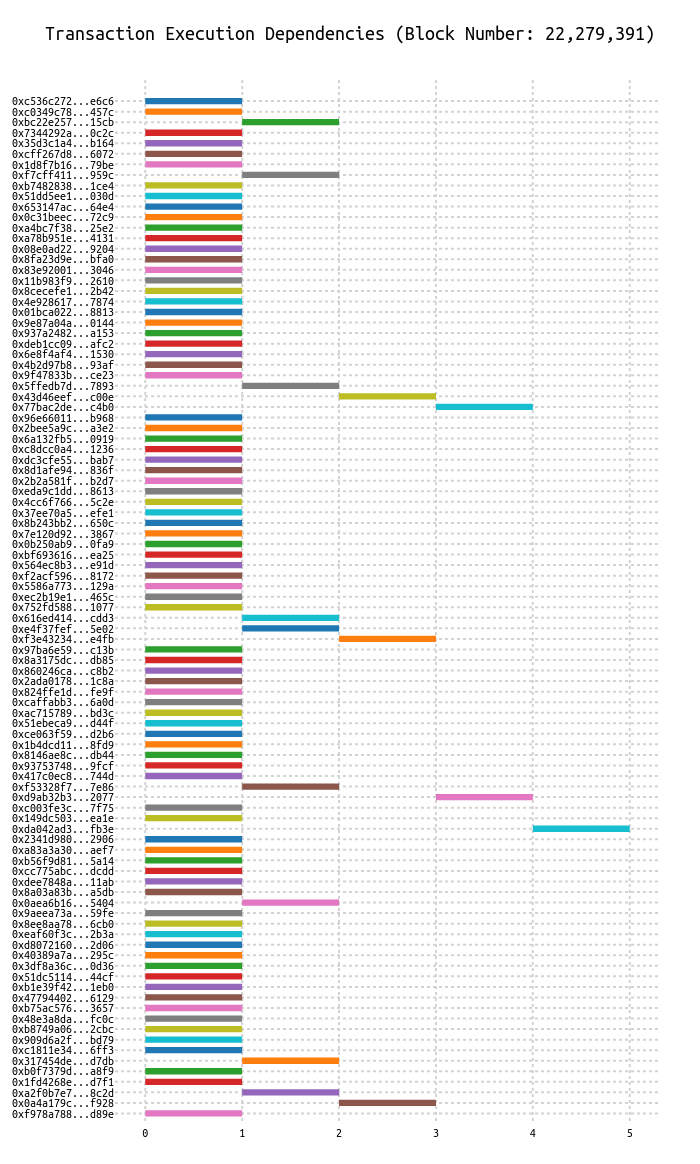 Transaction Execution Dependencies (Block Number: 22,279,391)
0xc536c272...e6c6
0xc0349c78...457c
0xbc22e257...15cb
0x7344292a...0c2c
0x35d3c1a4...b164
0xcff267d8...6072
0x1d8f7b16...79be
0xf7cff411...959c
0xb7482838...1ce4
0x51dd5ee1...030d
0x653147ac...64e4
0x0c31beec...72c9
0xa4bc7f38...25e2
0xa78b951e...4131
0x08e0ad22...9204
0x8fa23d9e...bfa0
0x83e92001...3046
0x11b983f9...2610
0x8cecefe1...2b42
0x4e928617...7874
0x01bca022...8813
0x9e87a04a...0144
0x937a2482...a153
0xdeb1cc09...afc2
0x6e8f4af4...1530
0x4b2d97b8...93af
0x9f47833b...ce23
0x5ffedb7d...7893
0x43d46eef...c00e
0x77bac2de...c4b0
0x96e66011...b968
0x2bee5a9c...a3e2
0x6a132fb5...0919
0xc8dcc0a4...1236
0xdc3cfe55...bab7
0x8d1afe94...836f
0x2b2a581f...b2d7
0xeda9c1dd...8613
0x4cc6f766...5c2e
0x37ee70a5...efe1
0x8b243bb2...650c
0x7e120d92...3867
0x0b250ab9...0fa9
0xbf693616...ea25
0x564ec8b3...e91d
0xf2acf596...8172
0x5586a773...129a
0xec2b19e1...465c
0x752fd588...1077
0x616ed414...cdd3
0xe4f37fef...5e02
0xf3e43234...e4fb
0x97ba6e59...c13b
0x8a3175dc...db85
0x860246ca...c8b2
0x2ada0178...1c8a
0x824ffe1d...fe9f
0xcaffabb3...6a0d
0xac715789...bd3c
0x51ebeca9...d44f
0xce063f59...d2b6
0x1b4dcd11...8fd9
0x8146ae8c...db44
0x93753748...9fcf
0x417c0ec8...744d
0xf53328f7...7e86
0xd9ab32b3...2077
0xc003fe3c...7f75
0x149dc503...ea1e
0xda042ad3...fb3e
0x2341d980...2906
0xa83a3a30...aef7
0xb56f9d81...5a14
0xcc775abc...dcdd
0xdee7848a...11ab
0x8a03a83b...a5db
0x0aea6b16...5404
0x9aeea73a...59fe
0x8ee8aa78...6cb0
0xeaf60f3c...2b3a
0xd8072160...2d06
0x40389a7a...295c
0x3df8a36c...0d36
0x51dc5114...44cf
0xb1e39f42...1eb0
0x47794402...6129
0xb75ac576...3657
0x48e3a8da...fc0c
0xb8749a06...2cbc
0x909d6a2f...bd79
0xc1811e34...6ff3
0x317454de...d7db
0xb0f7379d...a8f9
0x1fd4268e...d7f1
0xa2f0b7e7...8c2d
0x0a4a179c...f928
0xf978a788...d89e
0 1 2 3 4 5